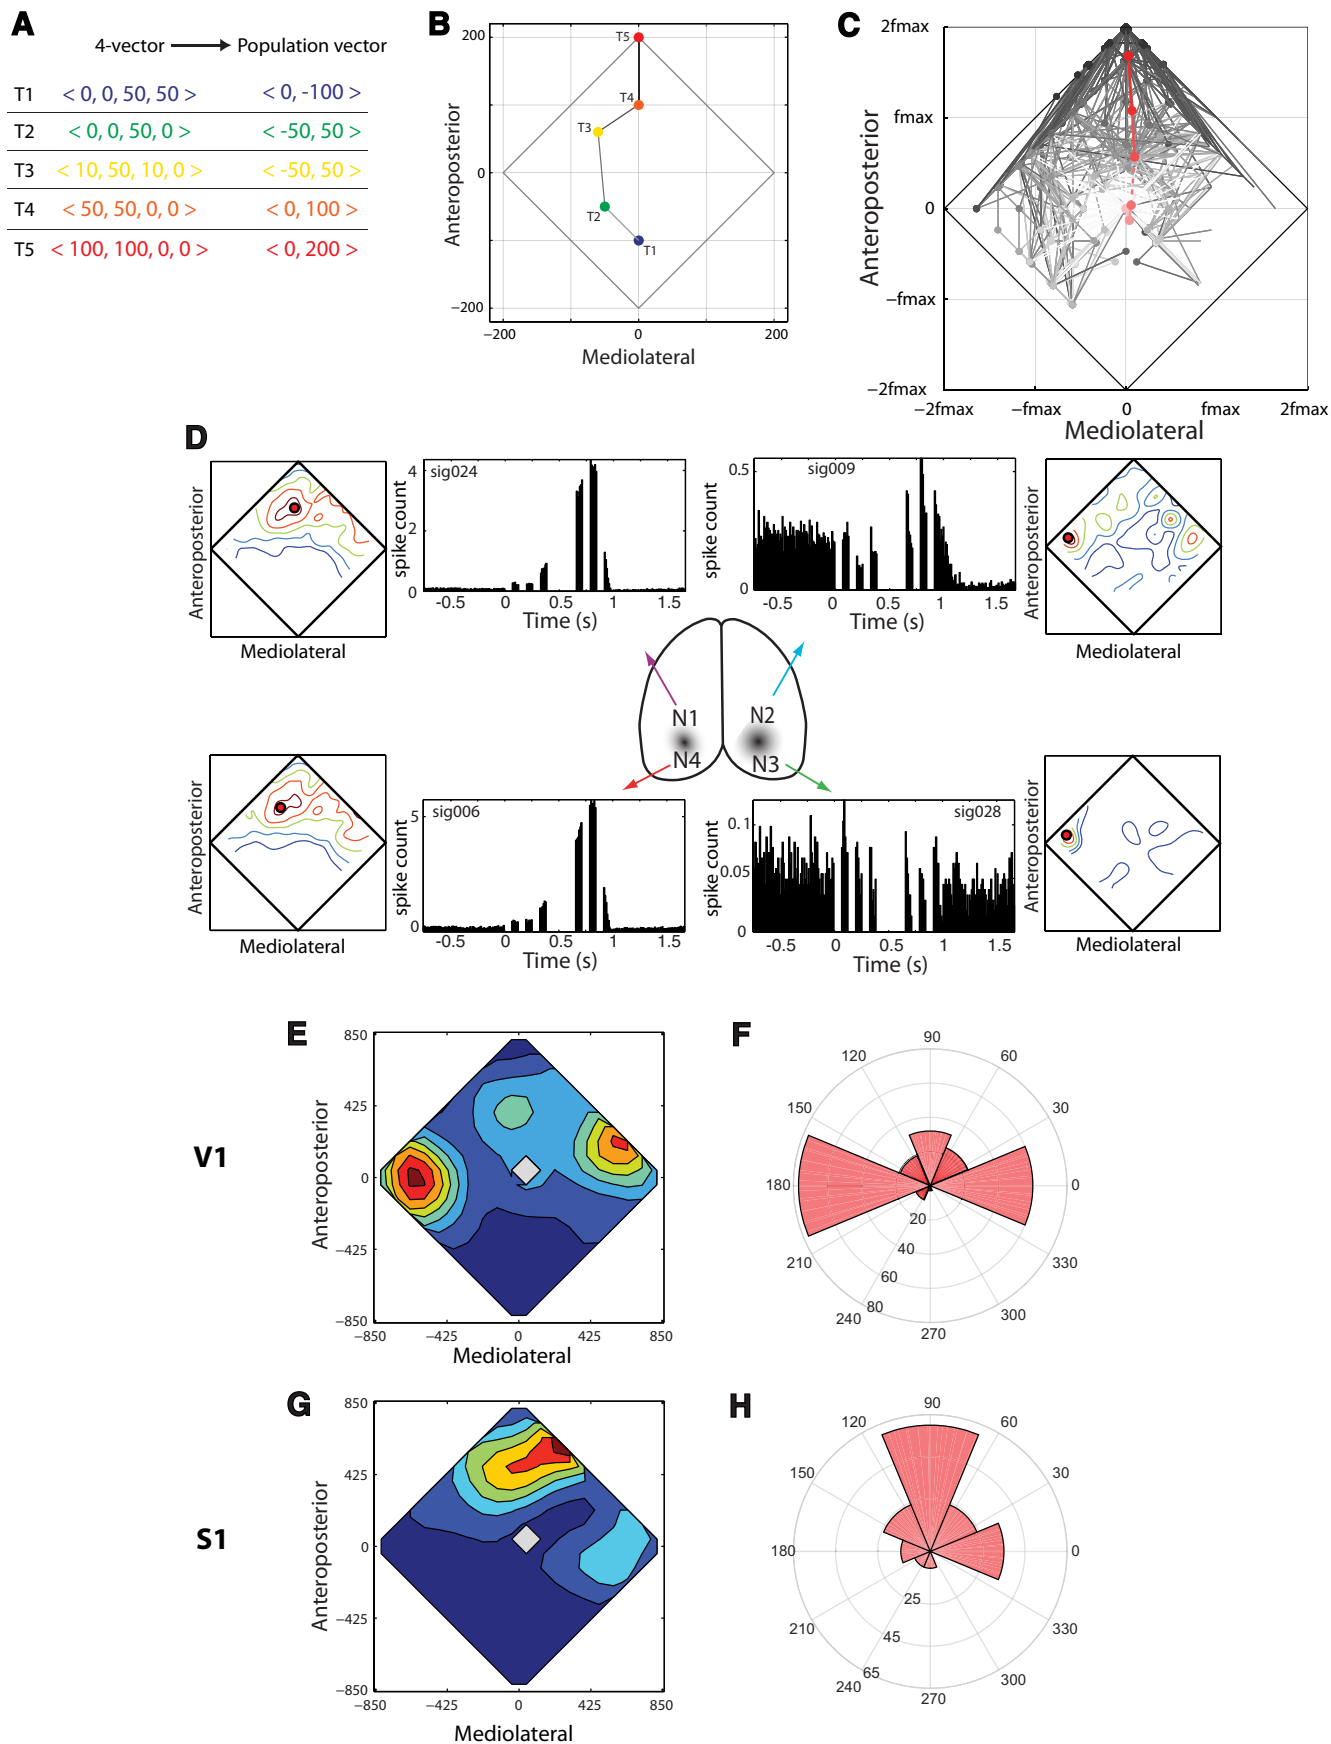 A
4-vector Population vector
T1 < 0, 0, 50, 50 > < 0, -100 >
T2 < 0, 0, 50, 0 > < -50, 50 >
T3 < 10, 50, 10, 0 > < -50, 50 >
T4 < 50, 50, 0, 0 > < 0, 100 >
T5 < 100, 100, 0, 0 > < 0, 200 >
B
Anteroposterior
200
0
−200
T5
T4
T3
T2
T1
−200 0 200
Mediolateral
C
Anteroposterior
2fmax
fmax
0
−fmax
−2fmax
−2fmax −fmax 0 fmax 2fmax
Mediolateral
D
Anteroposterior
Mediolateral
spike count
sig024
4
2
0
-0.5 0 0.5 1 1.5
Time (s)
spike count
sig009
0.5
0
-0.5 0 0.5 1 1.5
Time (s)
Anteroposterior
Mediolateral
N1 N2
N4 N3
Anteroposterior
Mediolateral
spike count
sig006
5
0
-0.5 0 0.5 1 1.5
Time (s)
spike count
sig028
0.1
0.05
0
-0.5 0 0.5 1 1.5
Time (s)
Anteroposterior
Mediolateral
V1
E
Anteroposterior
850
425
0
−425
−850
−850 −425 0 425 850
Mediolateral
F
90
120 60
150 30
180 0
210 330
240 300
270
20
40
60
80
S1
G
Anteroposterior
850
425
0
−425
−850
−850 −425 0 425 850
Mediolateral
H
90
120 60
150 30
180 0
210 330
240 300
270
25
45
65